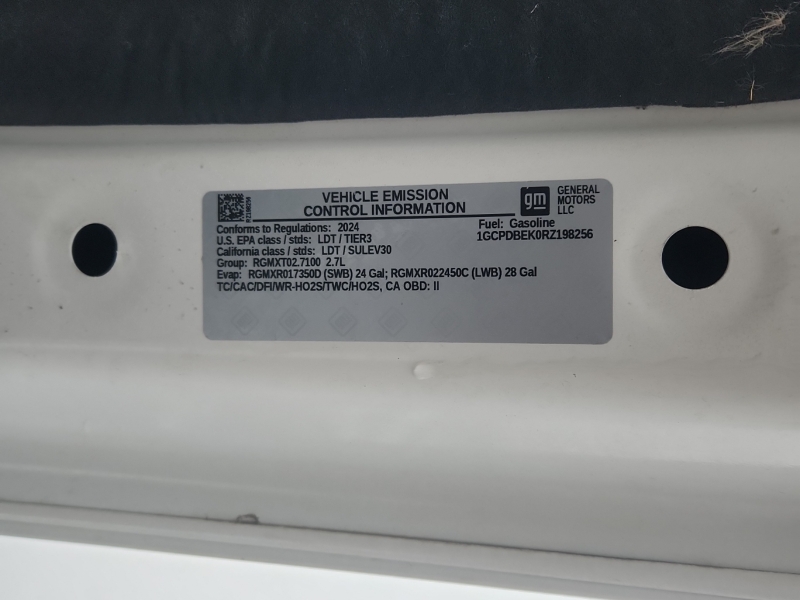 VEHICLE EMISSION
CONTROL INFORMATION
gm
GENERAL
MOTORS
LLC
RZ198256
Conforms to Regulations: 2024
Fuel: Gasoline
U.S. EPA class / stds: LDT / TIER3
1GCPDBEK0RZ198256
California class / stds: LDT / SULEV30
Group: RGMXT02.7100 2.7L
Evap: RGMXR017350D (SWB) 24 Gal; RGMXR022450C (LWB) 28 Gal
TC/CAC/DFI/WR-HO2S/TWC/HO2S, CA OBD: II